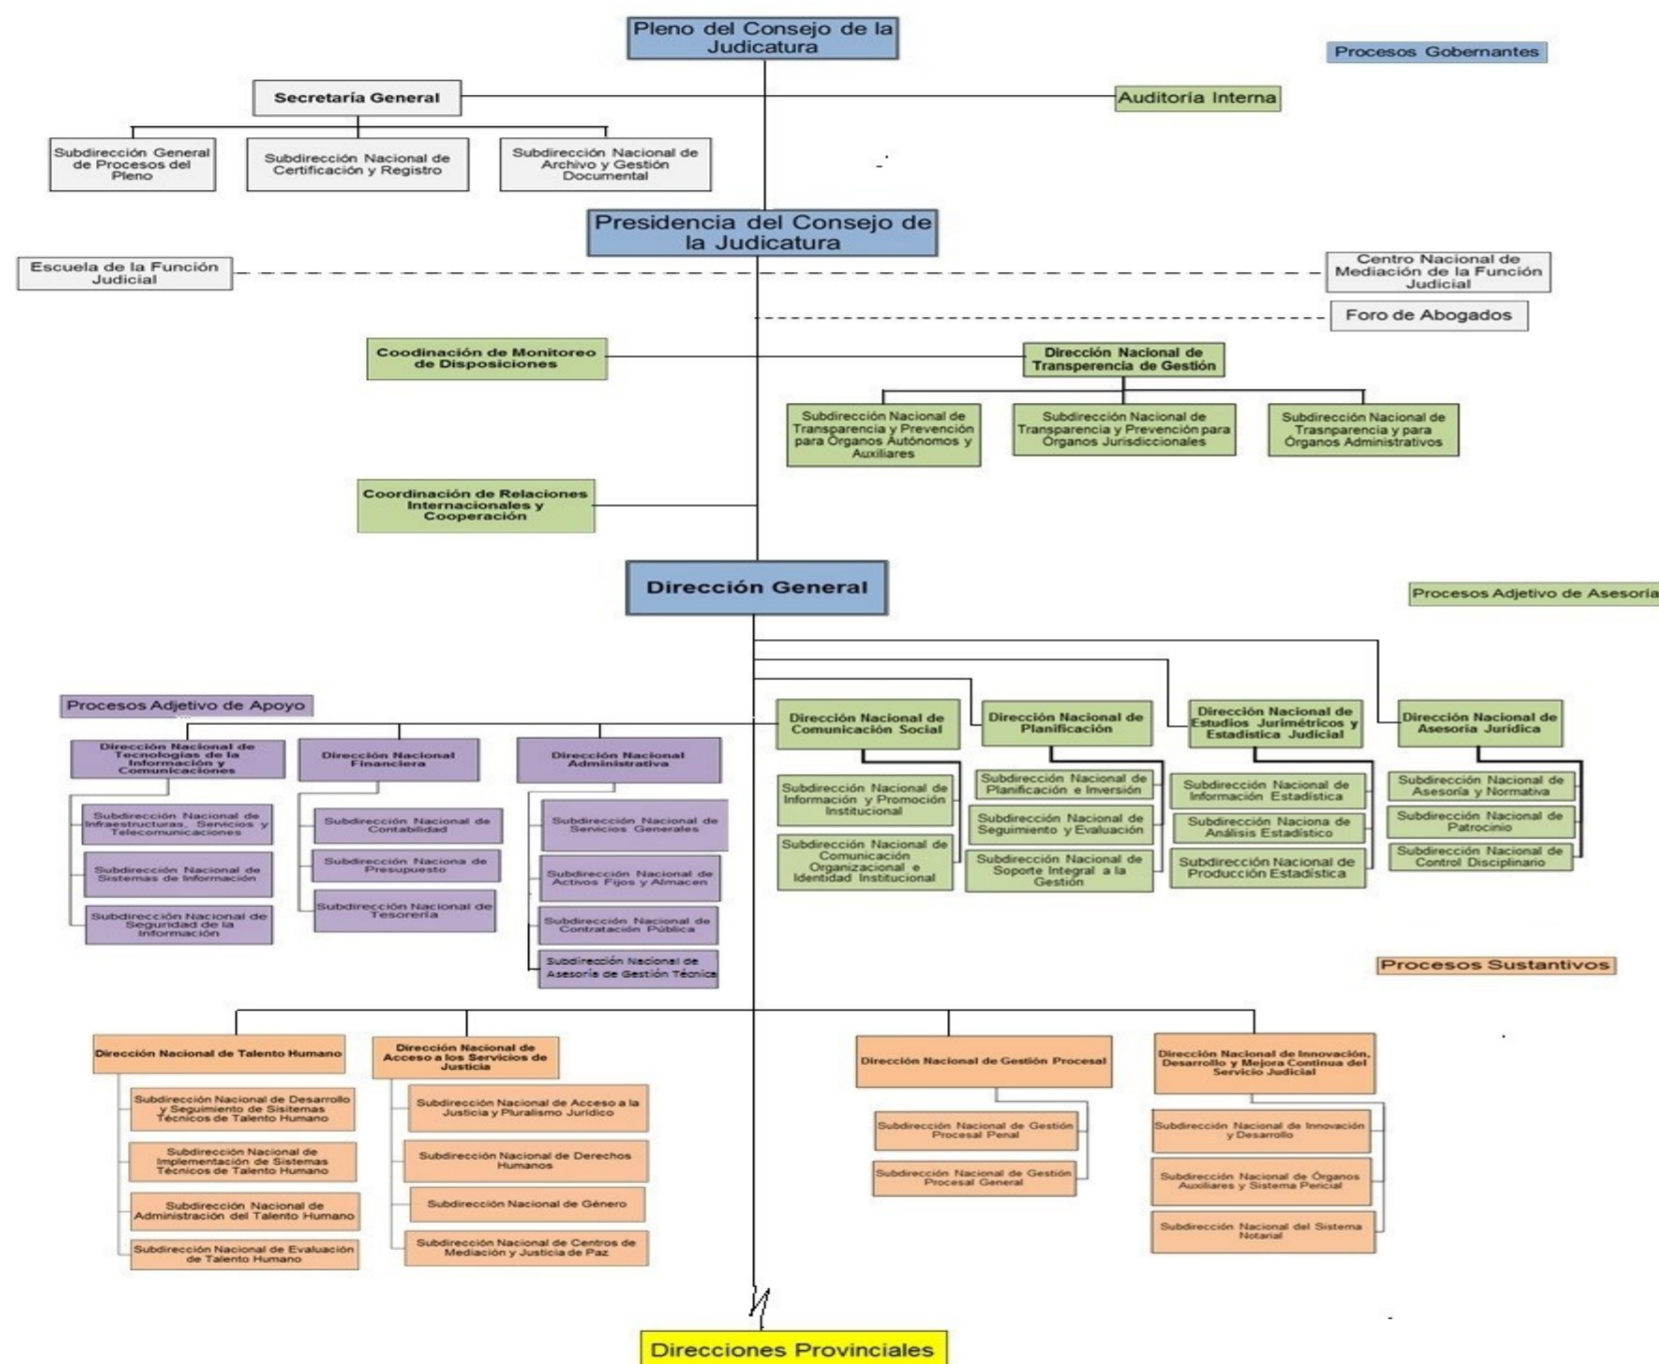 Pleno del Consejo de la
Judicatura
Procesos Gobernantes
Secretaría General
Auditoría Interna
Subdirección General
de Procesos del
Pleno
Subdirección Nacional de
Certificación y Registro
Subdirección Nacional de
Archivo y Gestión
Documental
Presidencia del Consejo de
la Judicatura
Escuela de la Función
Judicial
Centro Nacional de
Mediación de la Función
Judicial
Foro de Abogados
Coodinación de Monitoreo
de Disposiciones
Dirección Nacional de
Transperencia de Gestión
Subdirección Nacional de
Transparencia y Prevención
para Órganos Autónomos y
Auxiliares
Subdirección Nacional de
Transparencia y Prevención para
Órganos Jurisdiccionales
Subdirección Nacional de
Trasnparencia y para
Órganos Administrativos
Coordinación de Relaciones
Internacionales y
Cooperación
Dirección General
Procesos Adjetivo de Asesoría
Procesos Adjetivo de Apoyo
Dirección Nacional de
Comunicación Social
Dirección Nacional de
Planificación
Dirección Nacional de
Estudios Jurimétricos y
Estadística Judicial
Dirección Nacional de
Asesoría Jurídica
Dirección Nacional de
Tecnologías de la
Información y
Comunicaciones
Dirección Nacional
Financiera
Dirección Nacional
Administrativa
Subdirección Nacional de
Información y Promoción
Institucional
Subdirección Nacional de
Comunicación
Organizacional e
Identidad Institucional
Subdirección Nacional de
Planificación e Inversión
Subdirección Nacional de
Seguimiento y Evaluación
Subdirección Nacional de
Soporte Integral a la
Gestión
Subdirección Nacional de
Información Estadística
Subdirección Naciona de
Análisis Estadístico
Subdirección Nacional de
Producción Estadística
Subdirección Nacional de
Asesoría y Normativa
Subdirección Nacional de
Patrocinio
Subdirección Nacional de
Control Disciplinario
Subdirección Nacional de
Infraestructuras, Servicios y
Telecomunicaciones
Subdirección Nacional de
Sistemas de Información
Subdirección Nacional de
Seguridad de la
Información
Subdirección Nacional de
Contabilidad
Subdirección Naciona de
Presupuesto
Subdirección Nacional de
Tesorería
Subdirección Nacional de
Servicios Generales
Subdirección Nacional de
Activos Fijos y Almacen
Subdirección Nacional de
Contratación Pública
Subdirección Nacional de
Asesoría de Gestión Técnica
Procesos Sustantivos
Dirección Nacional de Talento Humano
Dirección Nacional de
Acceso a los Servicios de
Justicia
Dirección Nacional de Gestión Procesal
Dirección Nacional de Innovación,
Desarrollo y Mejora Continua del
Servicio Judicial
Subdirección Nacional de Desarrollo
y Seguimiento de Sisitemas
Técnicos de Talento Humano
Subdirección Nacional de
Implementación de Sistemas
Técnicos de Talento Humano
Subdirección Nacional de
Administración del Talento Humano
Subdirección Nacional de Evaluación
de Talento Humano
Subdirección Nacional de Acceso a la
Justicia y Pluralismo Jurídico
Subdirección Nacional de Derechos
Humanos
Subdirección Nacional de Género
Subdirección Nacional de Centros de
Mediación y Justicia de Paz
Subdirección Nacional de Gestión
Procesal Penal
Subdirección Nacional de Gestión
Procesal General
Subdirección Nacional de Innovación
y Desarrollo
Subdirección Nacional de Órganos
Auxiliares y Sistema Pericial
Subdirección Nacional del Sistema
Notarial
Direcciones Provinciales